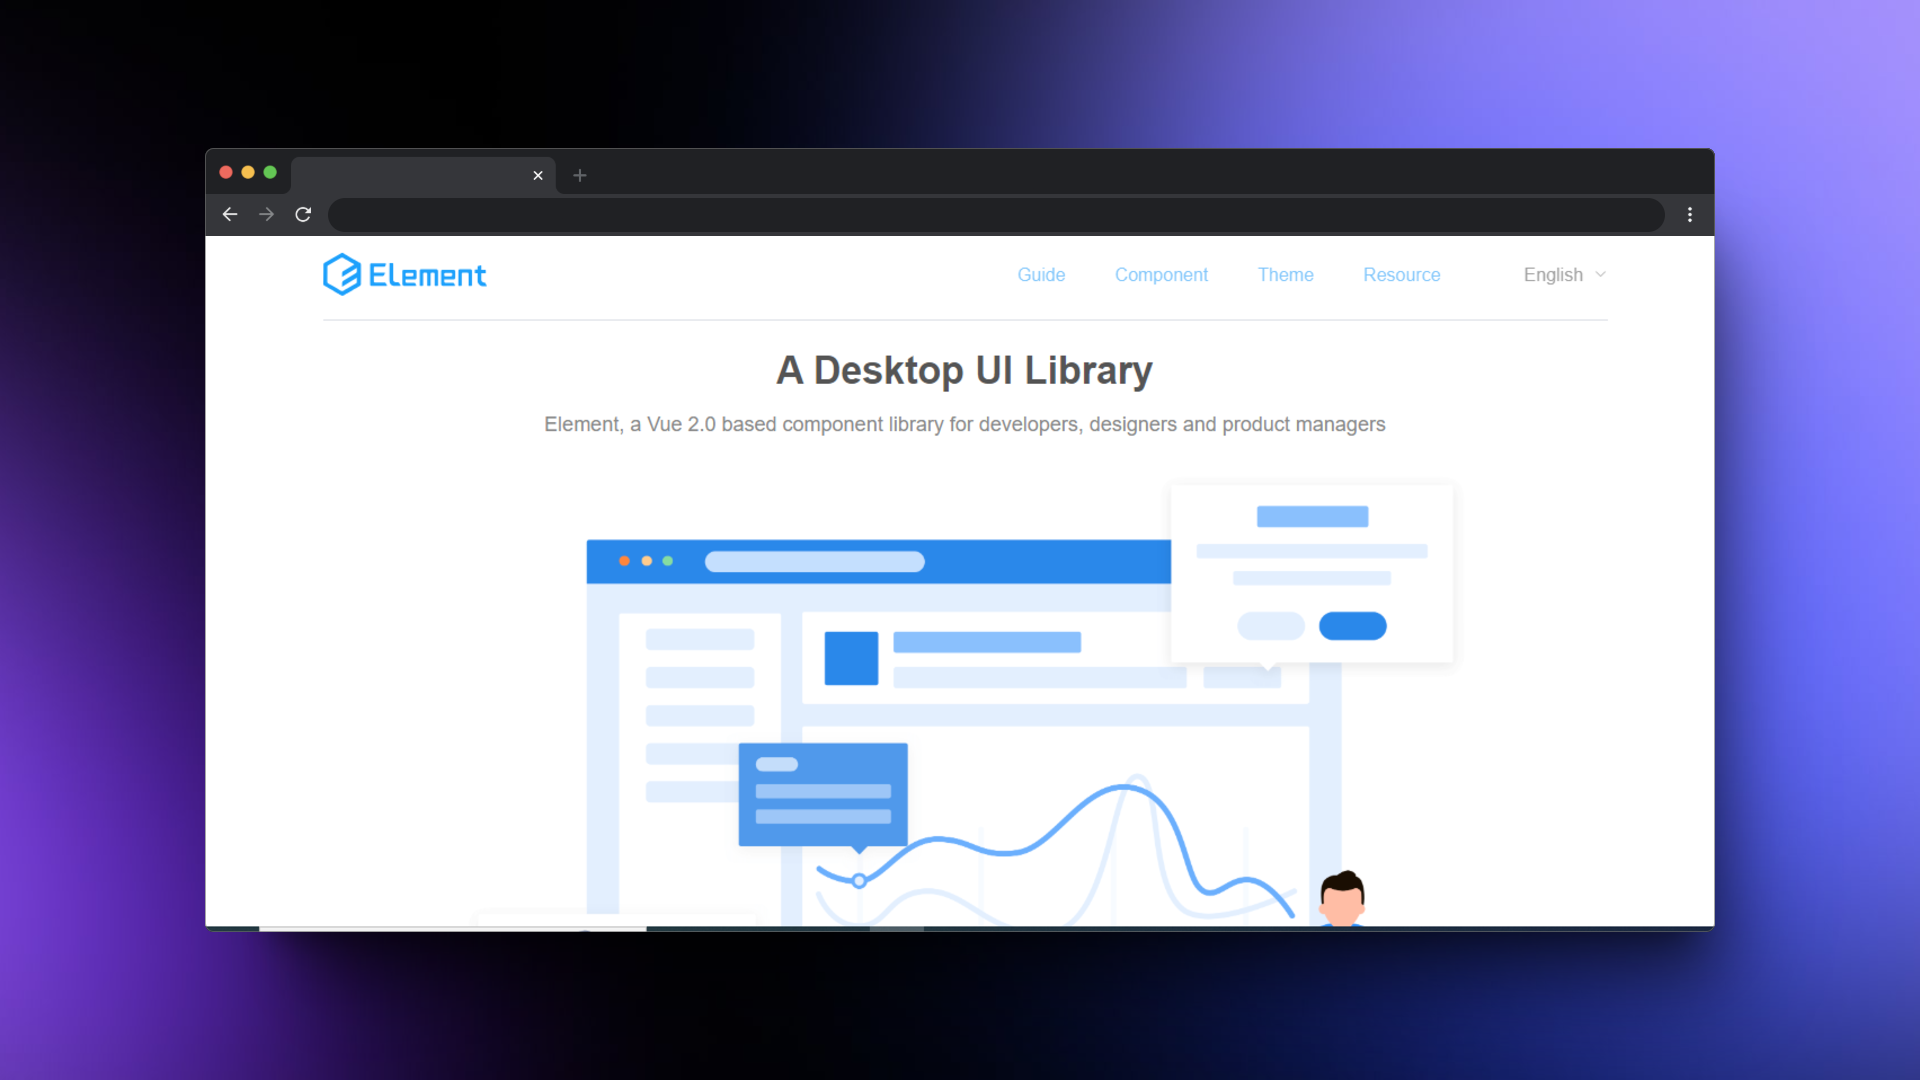 Element
Guide Component Theme Resource English
A Desktop UI Library
Element, a Vue 2.0 based component library for developers, designers and product managers